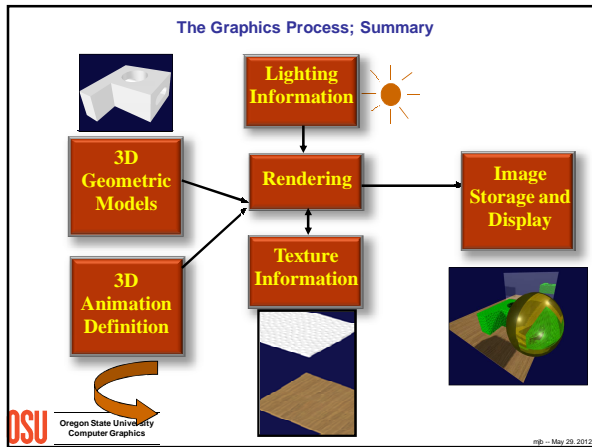 The Graphics Process; Summary
Lighting
Information
3D
Geometric
Models
Rendering
Image
Storage and
Display
3D
Animation
Definition
Texture
Information
OSU
Oregon State University
Computer Graphics
mjb – May 29, 2012